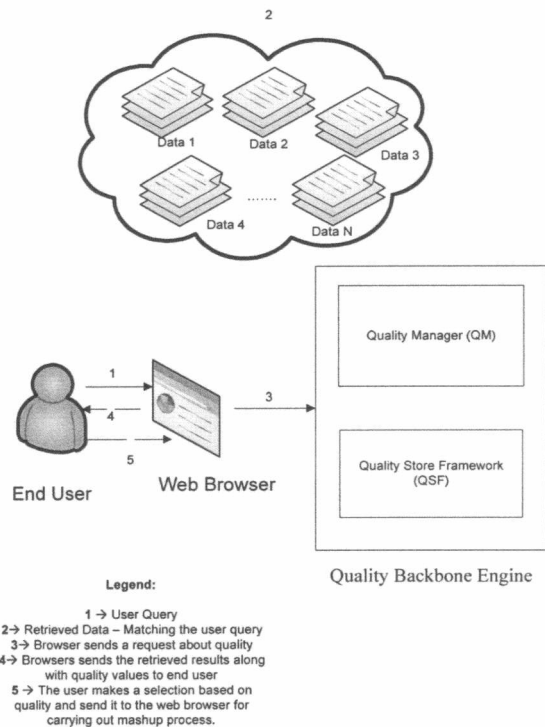 2
Data 1
Data 2
Data 3
Data 4
.......
Data N
Quality Manager (QM)
1
3
4
5
Quality Store Framework
(QSF)
End User
Web Browser
Quality Backbone Engine
Legend:
1 → User Query
2→ Retrieved Data – Matching the user query
3→ Browser sends a request about quality
4→ Browsers sends the retrieved results along
with quality values to end user
5 → The user makes a selection based on
quality and send it to the web browser for
carrying out mashup process.